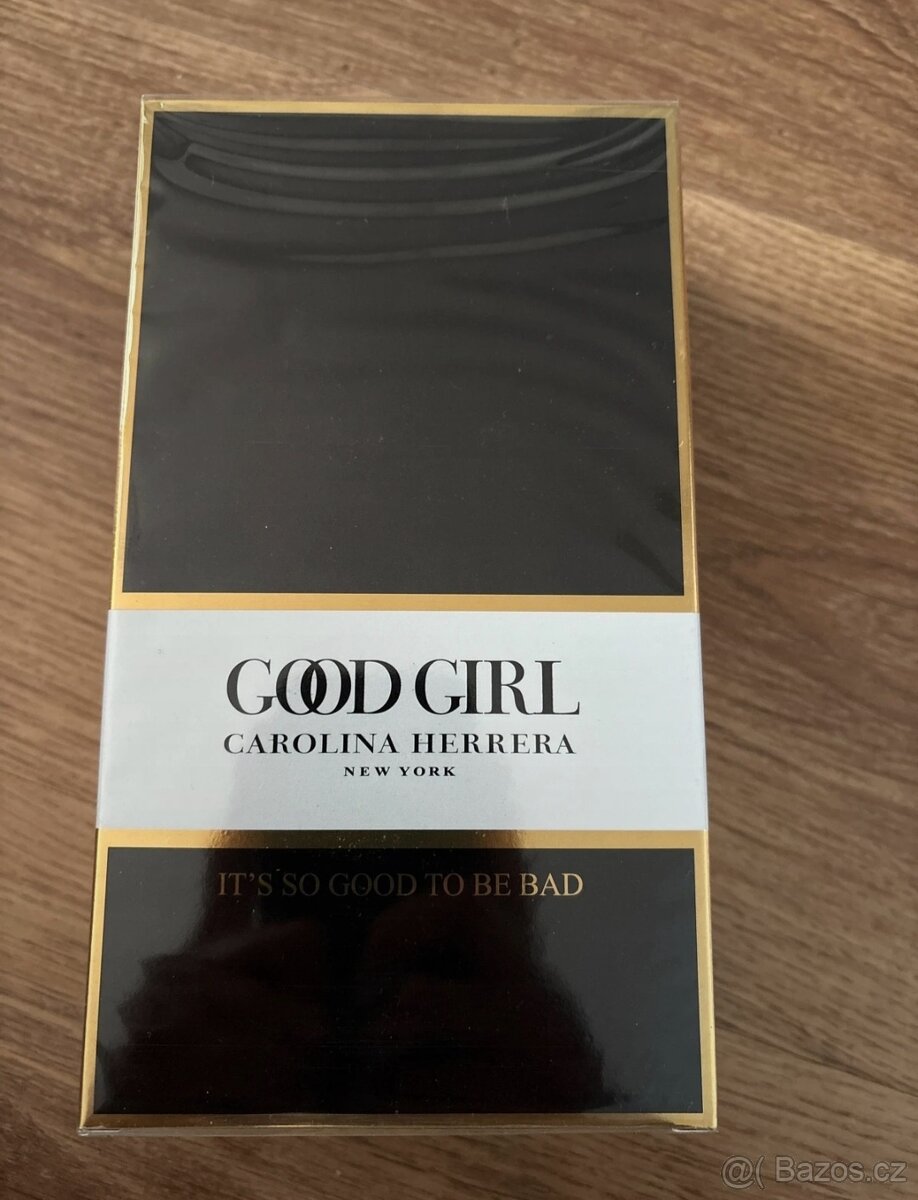 GOOD GIRL
CAROLINA HERRERA
NEW YORK
IT'S SO GOOD TO BE BAD
@( Bazos.cz